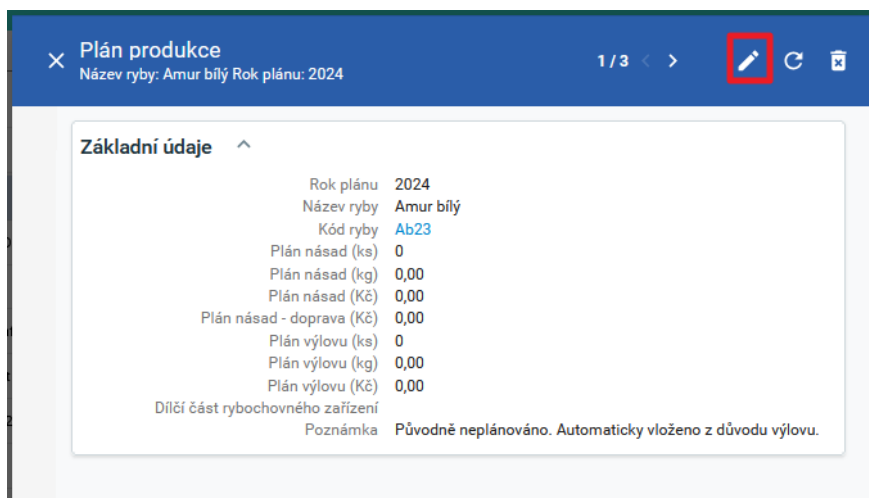 Plán produkce
Název ryby: Amur bílý Rok plánu: 2024
1 / 3
Základní údaje
Rok plánu 2024
Název ryby Amur bílý
Kód ryby Ab23
Plán násad (ks) 0
Plán násad (kg) 0,00
Plán násad (Kč) 0,00
Plán násad - doprava (Kč) 0,00
Plán výlovu (ks) 0
Plán výlovu (kg) 0,00
Plán výlovu (Kč) 0,00
Dílčí část rybochovného zařízení
Poznámka Původně neplánováno. Automaticky vloženo z důvodu výlovu.